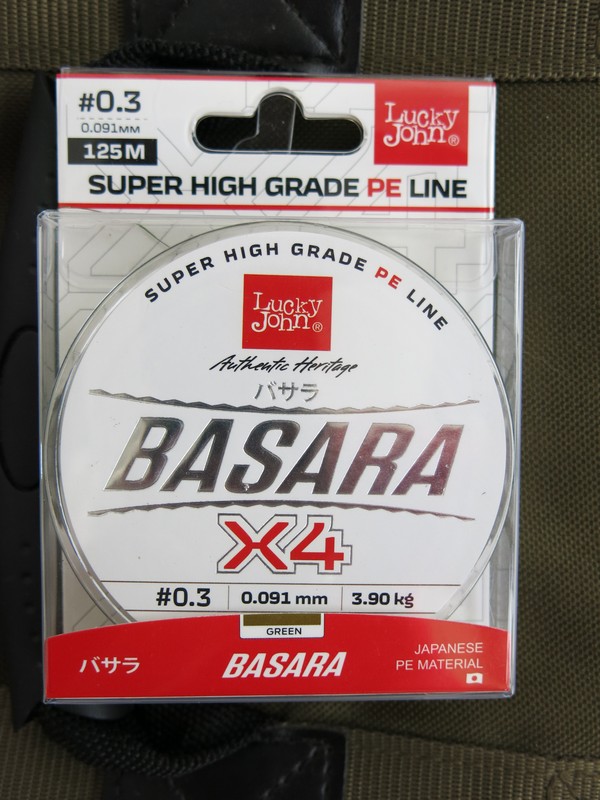 #0.3
0.091мм
125M
Lucky John®
SUPER HIGH GRADE PE LINE
SUPER HIGH GRADE PE LINE
Lucky John®
Authentic Heritage
バサラ
BASARA
X4
#0.3 0.091 mm 3.90 kg
GREEN
バサラ
BASARA
JAPANESE
PE MATERIAL